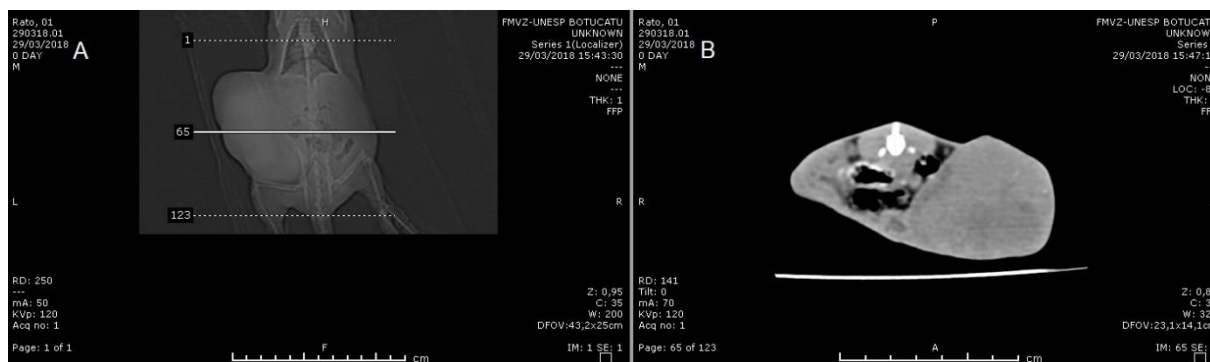 Rato, 01
290318.01
29/03/2018
0 DAY
M
A
H
FMVZ-UNESP BOTUCATU
UNKNOWN
Series 1(Localizer)
29/03/2018 15:43:30
---
NONE
---
THK: 1
FFP
1
65
123
L
R
RD: 250
---
mA: 50
KVp: 120
Acq no: 1
Page: 1 of 1
Z: 0,95
C: 35
W: 200
DFOV:43,2x25cm
IM: 1 SE: 1
F
cm
Rato, 01
290318.01
29/03/2018
0 DAY
M
B
P
FMVZ-UNESP BOTUCAT
UNKNOW
Series
29/03/2018 15:47:1
--
NON
LOC: -8
THK:
FF
R
RD: 141
Tilt: 0
mA: 70
KVp: 120
Acq no: 1
Page: 65 of 123
Z: 0,8
C: 3
W: 32
DFOV:23,1x14,1c
IM: 65 SE:
A
cm